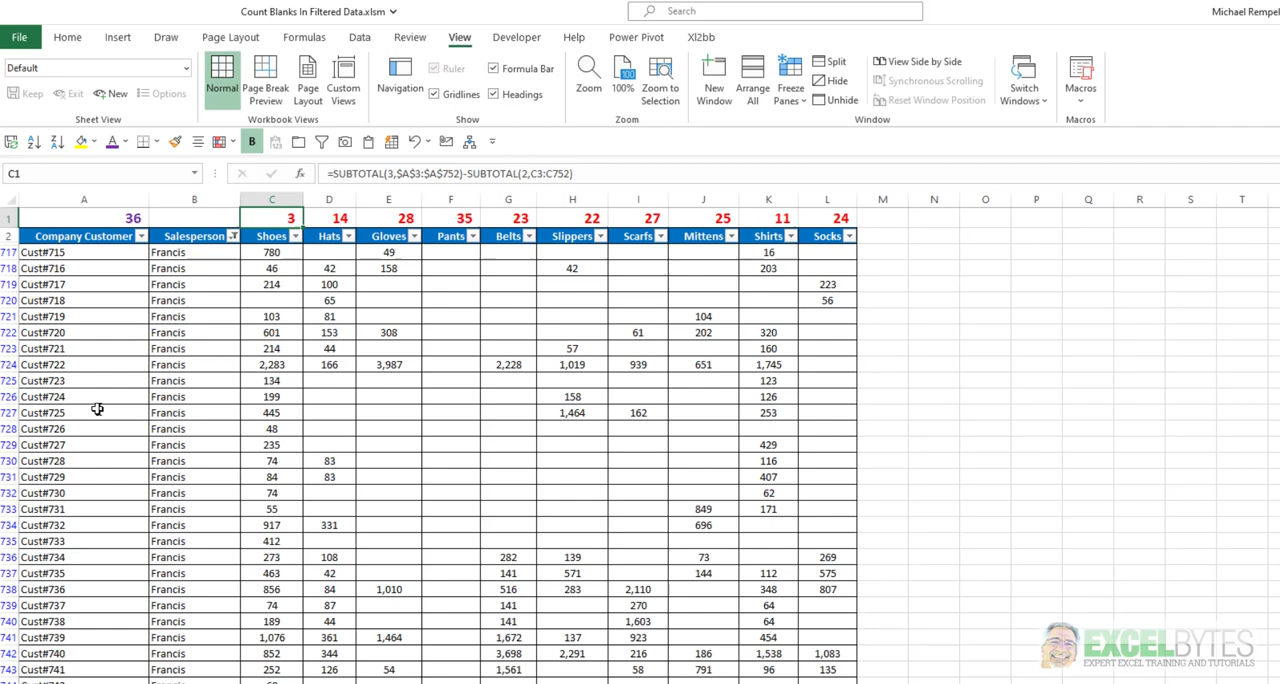 Count Blanks In Filtered Data.xlsm
Search
Michael Rempel
File Home Insert Draw Page Layout Formulas Data Review View Developer Help Power Pivot Xl2bb
Default
Keep Exit New Options
Sheet View
Normal Page Break Preview Page Layout Custom Views
Workbook Views
Navigation Ruler Formula Bar Gridlines Headings
Show
Zoom 100% Zoom to Selection
Zoom
New Window Arrange All Freeze Panes Split Hide Unhide View Side by Side Synchronous Scrolling Reset Window Position Switch Windows
Window
Macros
Macros
B
C1 fx =SUBTOTAL(3,$A$3:$A$752)-SUBTOTAL(2,C3:C752)
A B C D E F G H I J K L M N O P Q R S T
1 36 3 14 28 35 23 22 27 25 11 24
2 Company Customer Salesperson Shoes Hats Gloves Pants Belts Slippers Scarfs Mittens Shirts Socks
717 Cust#715 Francis 780 49 16
718 Cust#716 Francis 46 42 158 42 203
719 Cust#717 Francis 214 100 223
720 Cust#718 Francis 65 56
721 Cust#719 Francis 103 81 104
722 Cust#720 Francis 601 153 308 61 202 320
723 Cust#721 Francis 214 44 57 160
724 Cust#722 Francis 2,283 166 3,987 2,228 1,019 939 651 1,745
725 Cust#723 Francis 134 123
726 Cust#724 Francis 199 158 126
727 Cust#725 Francis 445 1,464 162 253
728 Cust#726 Francis 48
729 Cust#727 Francis 235 429
730 Cust#728 Francis 74 83 116
731 Cust#729 Francis 84 83 407
732 Cust#730 Francis 74 62
733 Cust#731 Francis 55 849 171
734 Cust#732 Francis 917 331 696
735 Cust#733 Francis 412
736 Cust#734 Francis 273 108 282 139 73 269
737 Cust#735 Francis 463 42 141 571 144 112 575
738 Cust#736 Francis 856 84 1,010 516 283 2,110 348 807
739 Cust#737 Francis 74 87 141 270 64
740 Cust#738 Francis 189 44 141 1,603 64
741 Cust#739 Francis 1,076 361 1,464 1,672 137 923 454
742 Cust#740 Francis 852 344 3,698 2,291 216 186 1,538 1,083
743 Cust#741 Francis 252 126 54 1,561 58 791 96 135
EXCELBYTES
EXPERT EXCEL TRAINING AND TUTORIALS